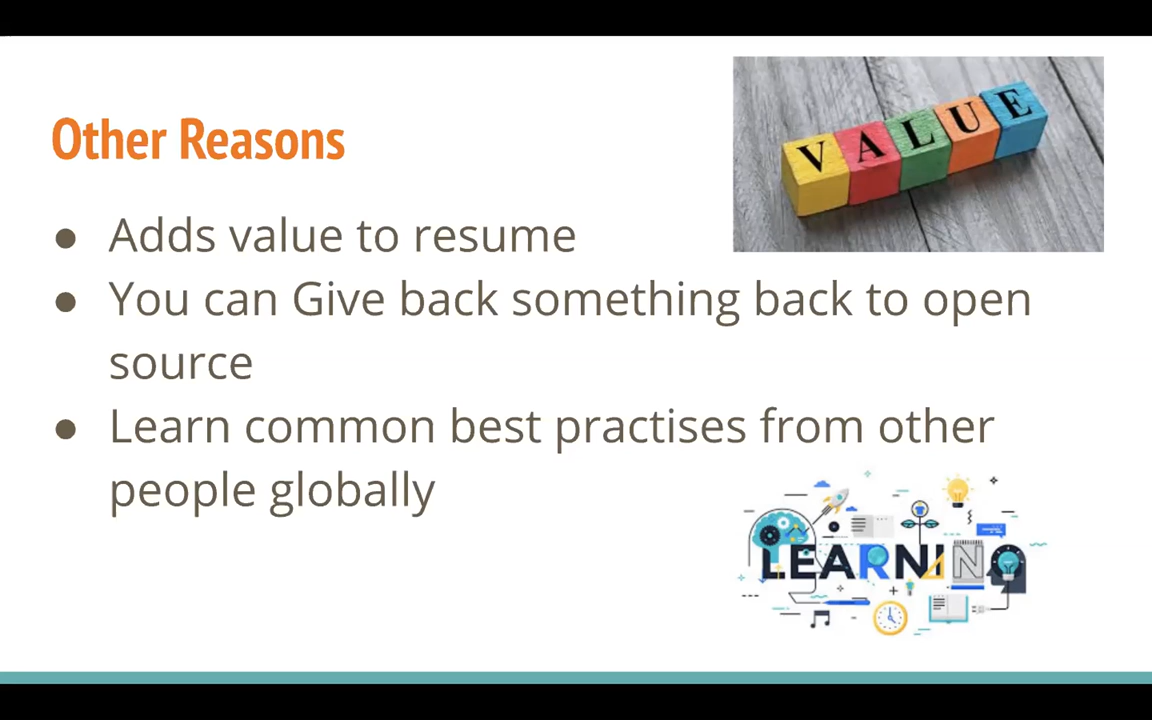 VALUE
Other Reasons
● Adds value to resume
● You can Give back something back to open
source
● Learn common best practises from other
people globally
LEARNING